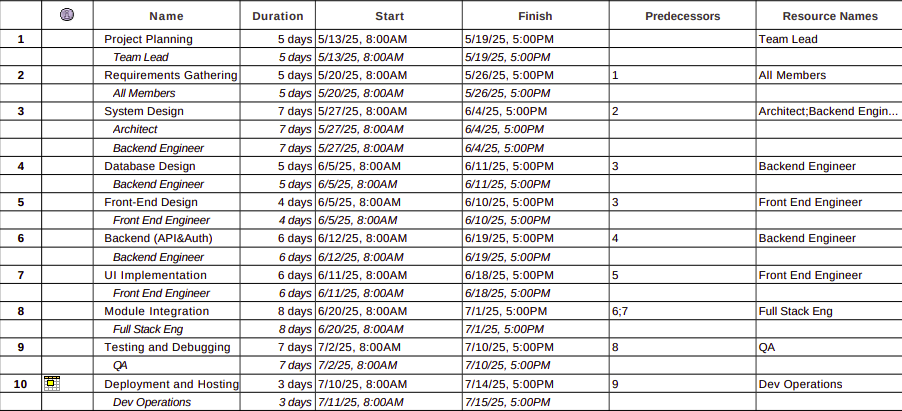 Name Duration Start Finish Predecessors Resource Names
1 Project Planning 5 days 5/13/25, 8:00AM 5/19/25, 5:00PM Team Lead
Team Lead 5 days 5/13/25, 8:00AM 5/19/25, 5:00PM
2 Requirements Gathering 5 days 5/20/25, 8:00AM 5/26/25, 5:00PM 1 All Members
All Members 5 days 5/20/25, 8:00AM 5/26/25, 5:00PM
3 System Design 7 days 5/27/25, 8:00AM 6/4/25, 5:00PM 2 Architect;Backend Engin...
Architect 7 days 5/27/25, 8:00AM 6/4/25, 5:00PM
Backend Engineer 7 days 5/27/25, 8:00AM 6/4/25, 5:00PM
4 Database Design 5 days 6/5/25, 8:00AM 6/11/25, 5:00PM 3 Backend Engineer
Backend Engineer 5 days 6/5/25, 8:00AM 6/11/25, 5:00PM
5 Front-End Design 4 days 6/5/25, 8:00AM 6/10/25, 5:00PM 3 Front End Engineer
Front End Engineer 4 days 6/5/25, 8:00AM 6/10/25, 5:00PM
6 Backend (API&Auth) 6 days 6/12/25, 8:00AM 6/19/25, 5:00PM 4 Backend Engineer
Backend Engineer 6 days 6/12/25, 8:00AM 6/19/25, 5:00PM
7 UI Implementation 6 days 6/11/25, 8:00AM 6/18/25, 5:00PM 5 Front End Engineer
Front End Engineer 6 days 6/11/25, 8:00AM 6/18/25, 5:00PM
8 Module Integration 8 days 6/20/25, 8:00AM 7/1/25, 5:00PM 6;7 Full Stack Eng
Full Stack Eng 8 days 6/20/25, 8:00AM 7/1/25, 5:00PM
9 Testing and Debugging 7 days 7/2/25, 8:00AM 7/10/25, 5:00PM 8 QA
QA 7 days 7/2/25, 8:00AM 7/10/25, 5:00PM
10 Deployment and Hosting 3 days 7/10/25, 8:00AM 7/14/25, 5:00PM 9 Dev Operations
Dev Operations 3 days 7/11/25, 8:00AM 7/15/25, 5:00PM